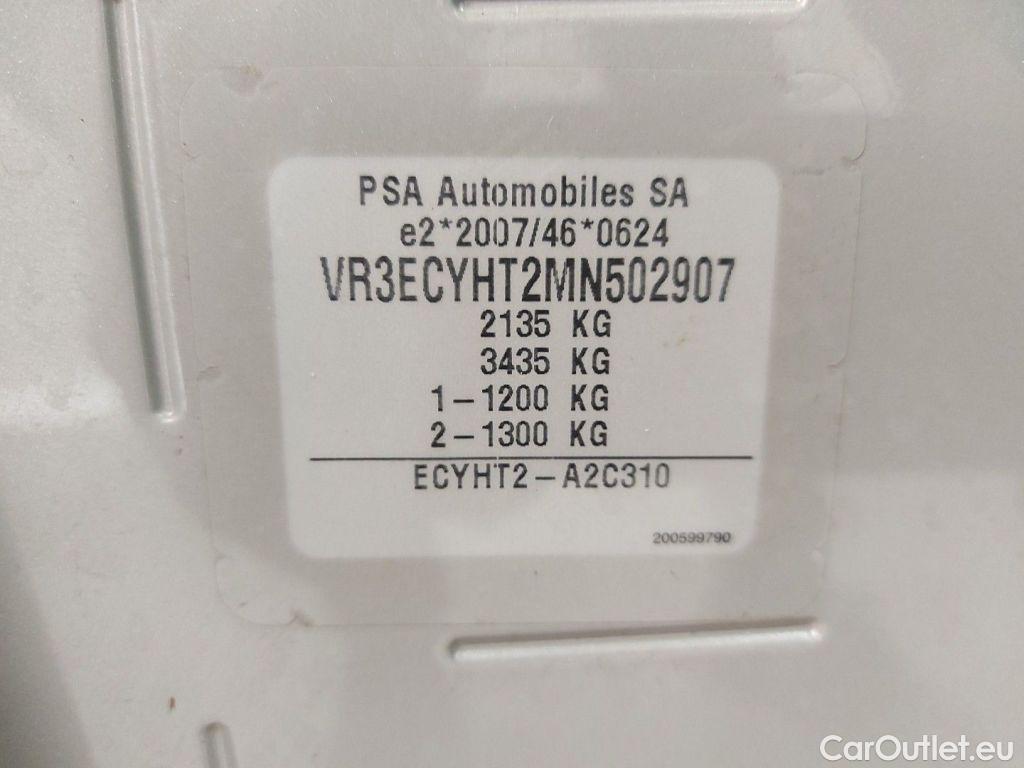 PSA Automobiles SA
e2*2007/46*0624
VR3ECYHT2MN502907
2135 KG
3435 KG
1-1200 KG
2-1300 KG
ECYHT2-A2C310
200599790
CarOutlet.eu